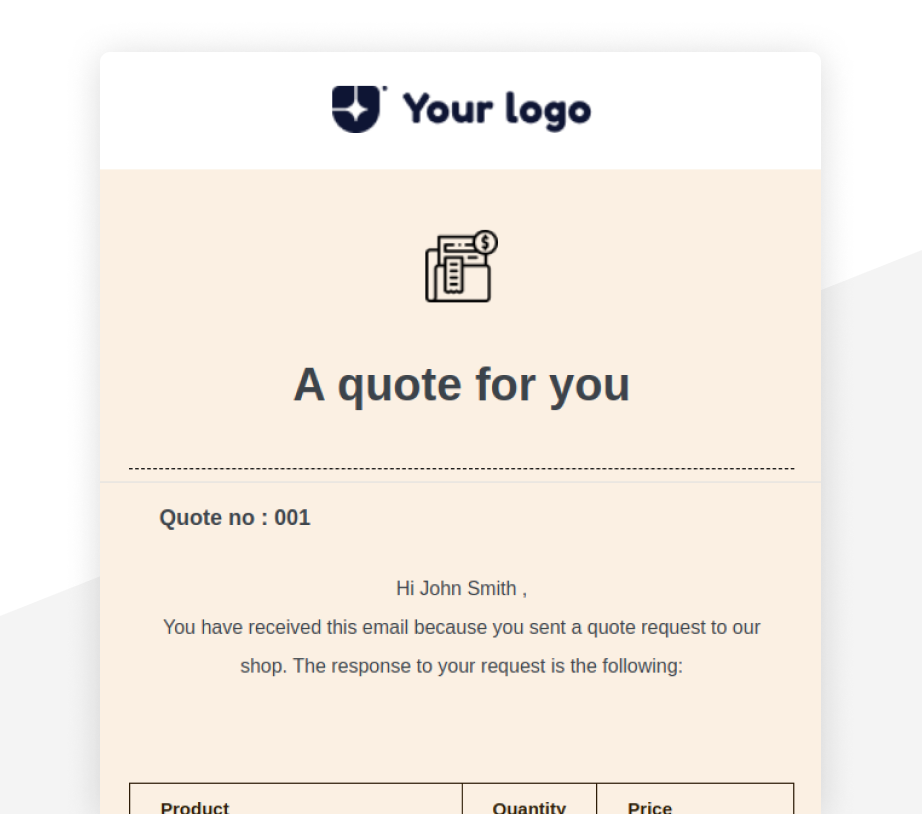 Your logo
$
A quote for you
Quote no : 001
Hi John Smith ,
You have received this email because you sent a quote request to our
shop. The response to your request is the following:
Product Quantity Price